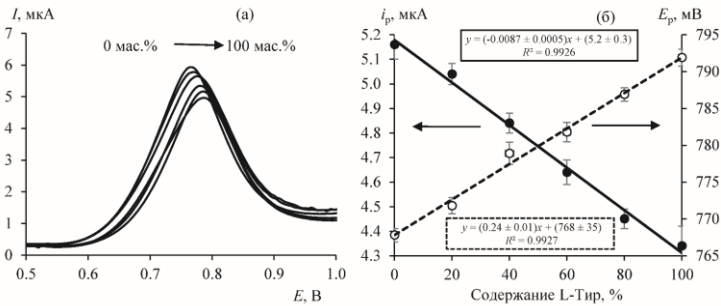 I, мкА
(а)
0 мас.% 100 мас.%
7
6
5
4
3
2
1
0
0.5 0.6 0.7 0.8 0.9 1.0
E, В
iр, мкА
(б)
Eр, мВ
y = (-0.0087 ± 0.0005)x + (5.2 ± 0.3)
R² = 0.9926
5.2
5.1
5.0
4.9
4.8
4.7
4.6
4.5
4.4
4.3
795
790
785
780
775
770
765
y = (0.24 ± 0.01)x + (768 ± 35)
R² = 0.9927
0 20 40 60 80 100
Содержание L-Тир, %